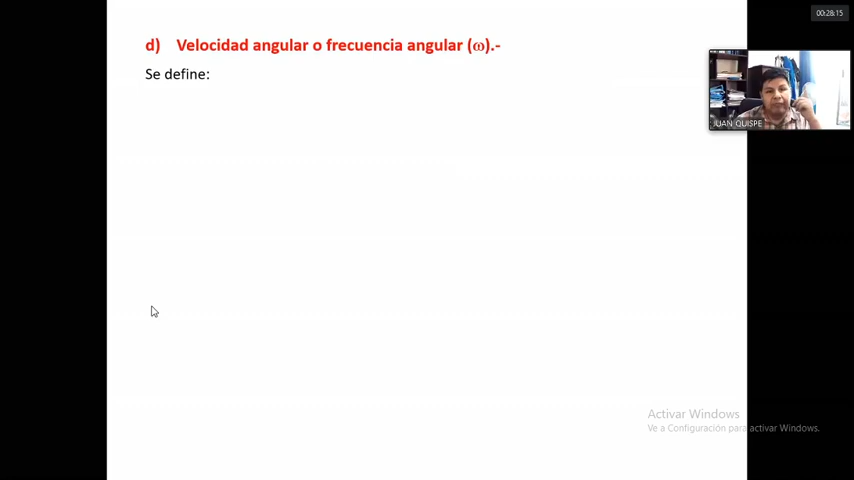 00:28:15
d) Velocidad angular o frecuencia angular (ω).-
Se define:
JUAN QUISPE
Activar Windows
Ve a Configuración para activar Windows.